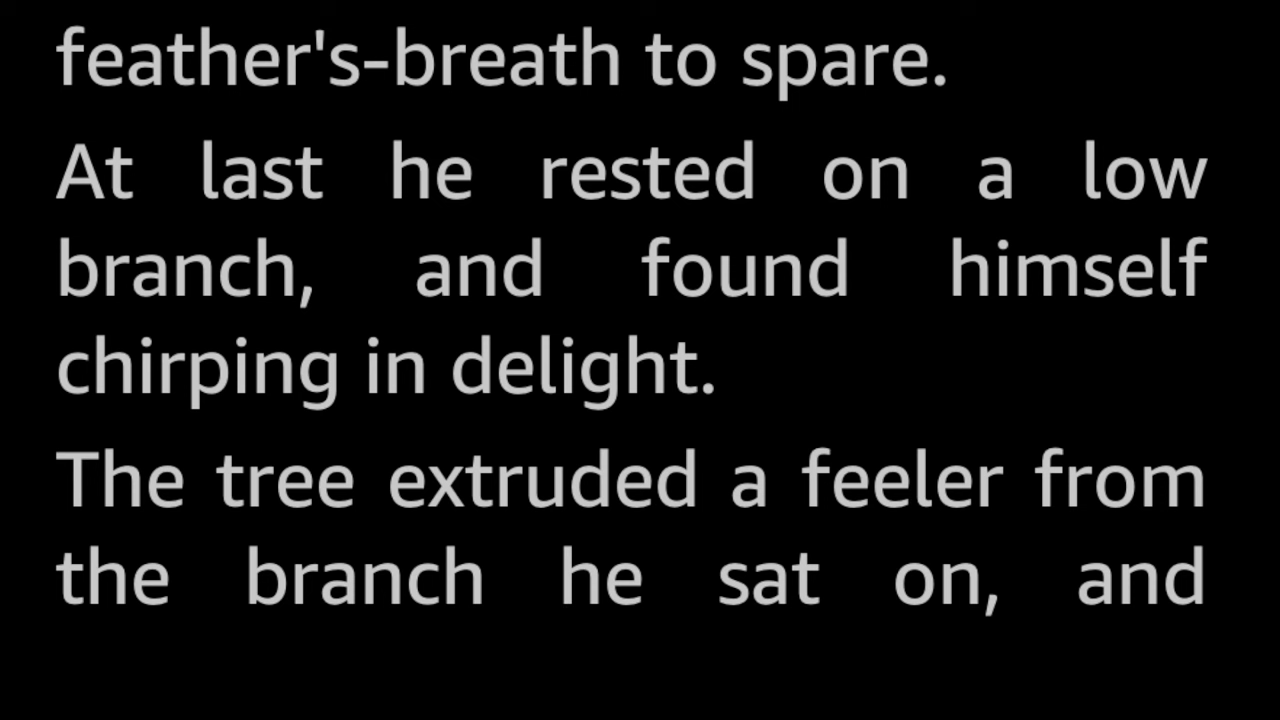 feather's-breath to spare.
At last he rested on a low
branch, and found himself
chirping in delight.
The tree extruded a feeler from
the branch he sat on, and